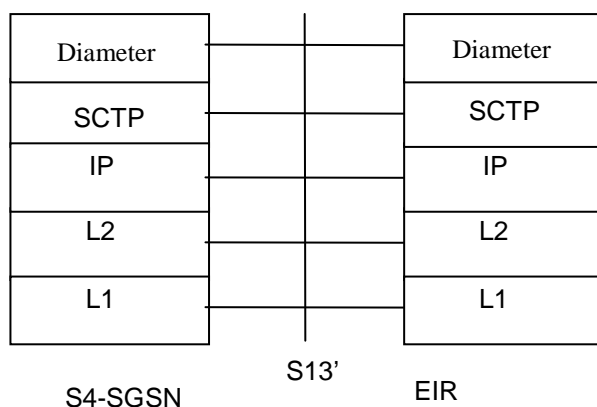 Diameter
Diameter
SCTP
SCTP
IP
IP
L2
L2
L1
L1
S13’
S4-SGSN
EIR